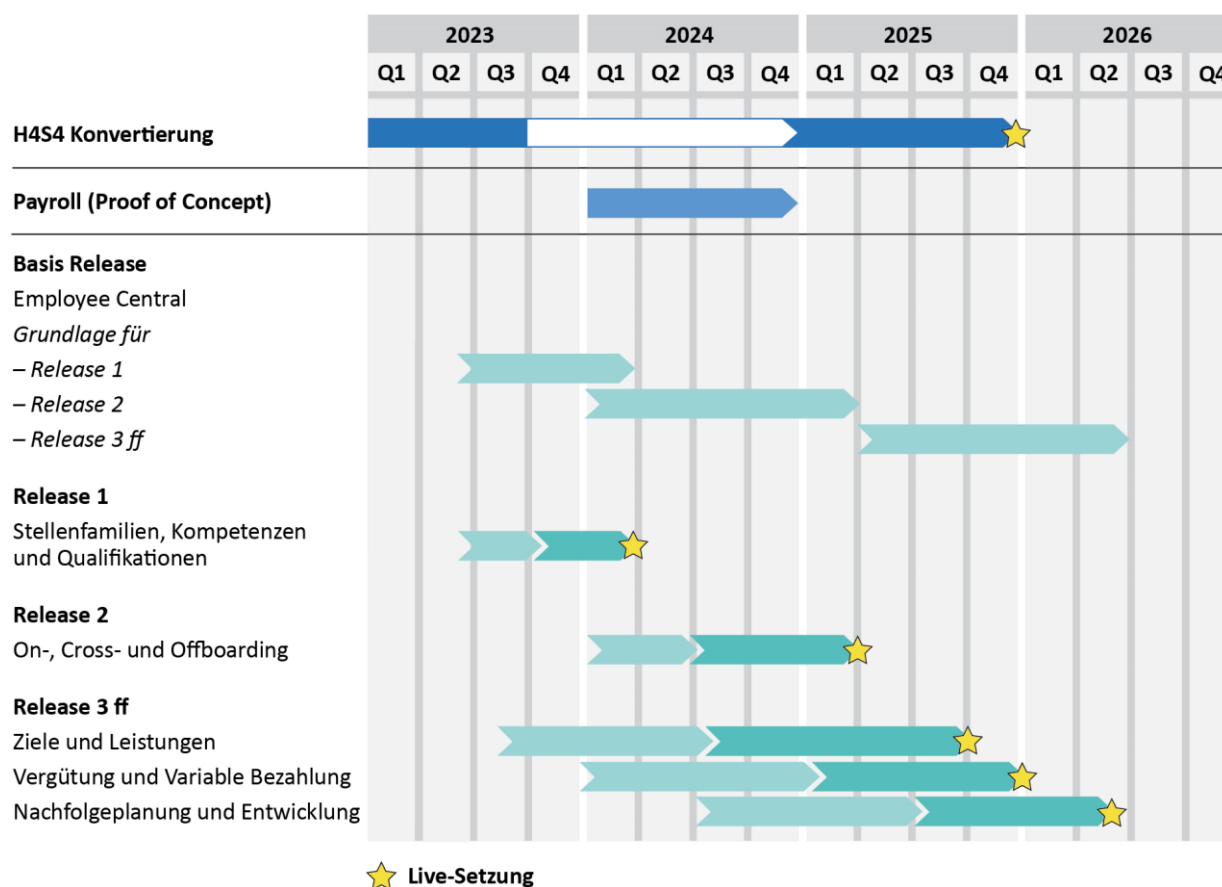 2023 2024 2025 2026
Q1 Q2 Q3 Q4 Q1 Q2 Q3 Q4 Q1 Q2 Q3 Q4 Q1 Q2 Q3 Q4
H4S4 Konvertierung
Payroll (Proof of Concept)
Basis Release
Employee Central
Grundlage für
– Release 1
– Release 2
– Release 3 ff
Release 1
Stellenfamilien, Kompetenzen
und Qualifikationen
Release 2
On-, Cross- und Offboarding
Release 3 ff
Ziele und Leistungen
Vergütung und Variable Bezahlung
Nachfolgeplanung und Entwicklung
Live-Setzung